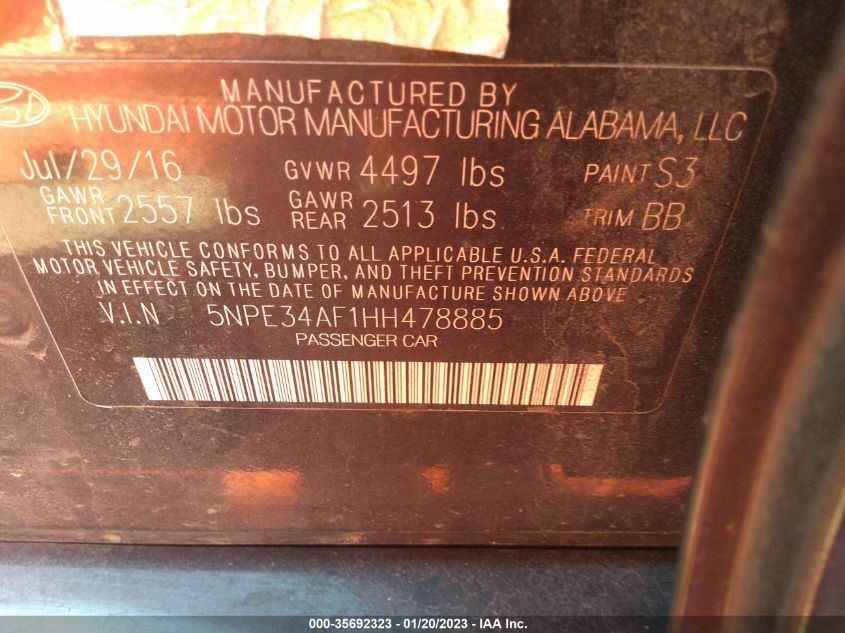 MANUFACTURED BY
HYUNDAI MOTOR MANUFACTURING ALABAMA, LLC
Jul/29/16 GVWR 4497 lbs PAINT S3
GAWR FRONT 2557 lbs GAWR REAR 2513 lbs TRIM BB
THIS VEHICLE CONFORMS TO ALL APPLICABLE U.S.A. FEDERAL
MOTOR VEHICLE SAFETY, BUMPER, AND THEFT PREVENTION STANDARDS
IN EFFECT ON THE DATE OF MANUFACTURE SHOWN ABOVE
V.I.N 5NPE34AF1HH478885
PASSENGER CAR
000-35692323 - 01/20/2023 - IAA Inc.